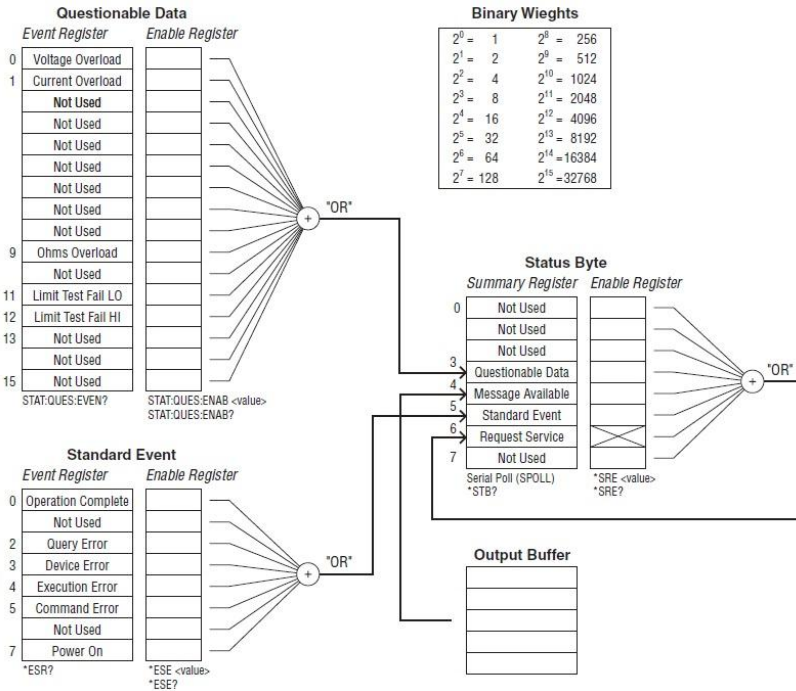 Questionable Data
Event Register Enable Register
0 Voltage Overload
1 Current Overload
Not Used
Not Used
Not Used
Not Used
Not Used
Not Used
Not Used
9 Ohms Overload
Not Used
11 Limit Test Fail LO
12 Limit Test Fail HI
13 Not Used
Not Used
15 Not Used
STAT:QUES:EVEN? STAT:QUES:ENAB <value>
STAT:QUES:ENAB?
"OR"
Binary Wieghts
2⁰ = 1 2⁸ = 256
2¹ = 2 2⁹ = 512
2² = 4 2¹⁰ = 1024
2³ = 8 2¹¹ = 2048
2⁴ = 16 2¹² = 4096
2⁵ = 32 2¹³ = 8192
2⁶ = 64 2¹⁴ =16384
2⁷ = 128 2¹⁵ =32768
Status Byte
Summary Register Enable Register
0 Not Used
Not Used
Not Used
3 Questionable Data
4 Message Available
5 Standard Event
6 Request Service
7 Not Used
Serial Poll (SPOLL) *SRE <value>
*STB? *SRE?
"OR"
Standard Event
Event Register Enable Register
0 Operation Complete
Not Used
2 Query Error
3 Device Error
4 Execution Error
5 Command Error
Not Used
7 Power On
*ESR? *ESE <value>
*ESE?
"OR"
Output Buffer